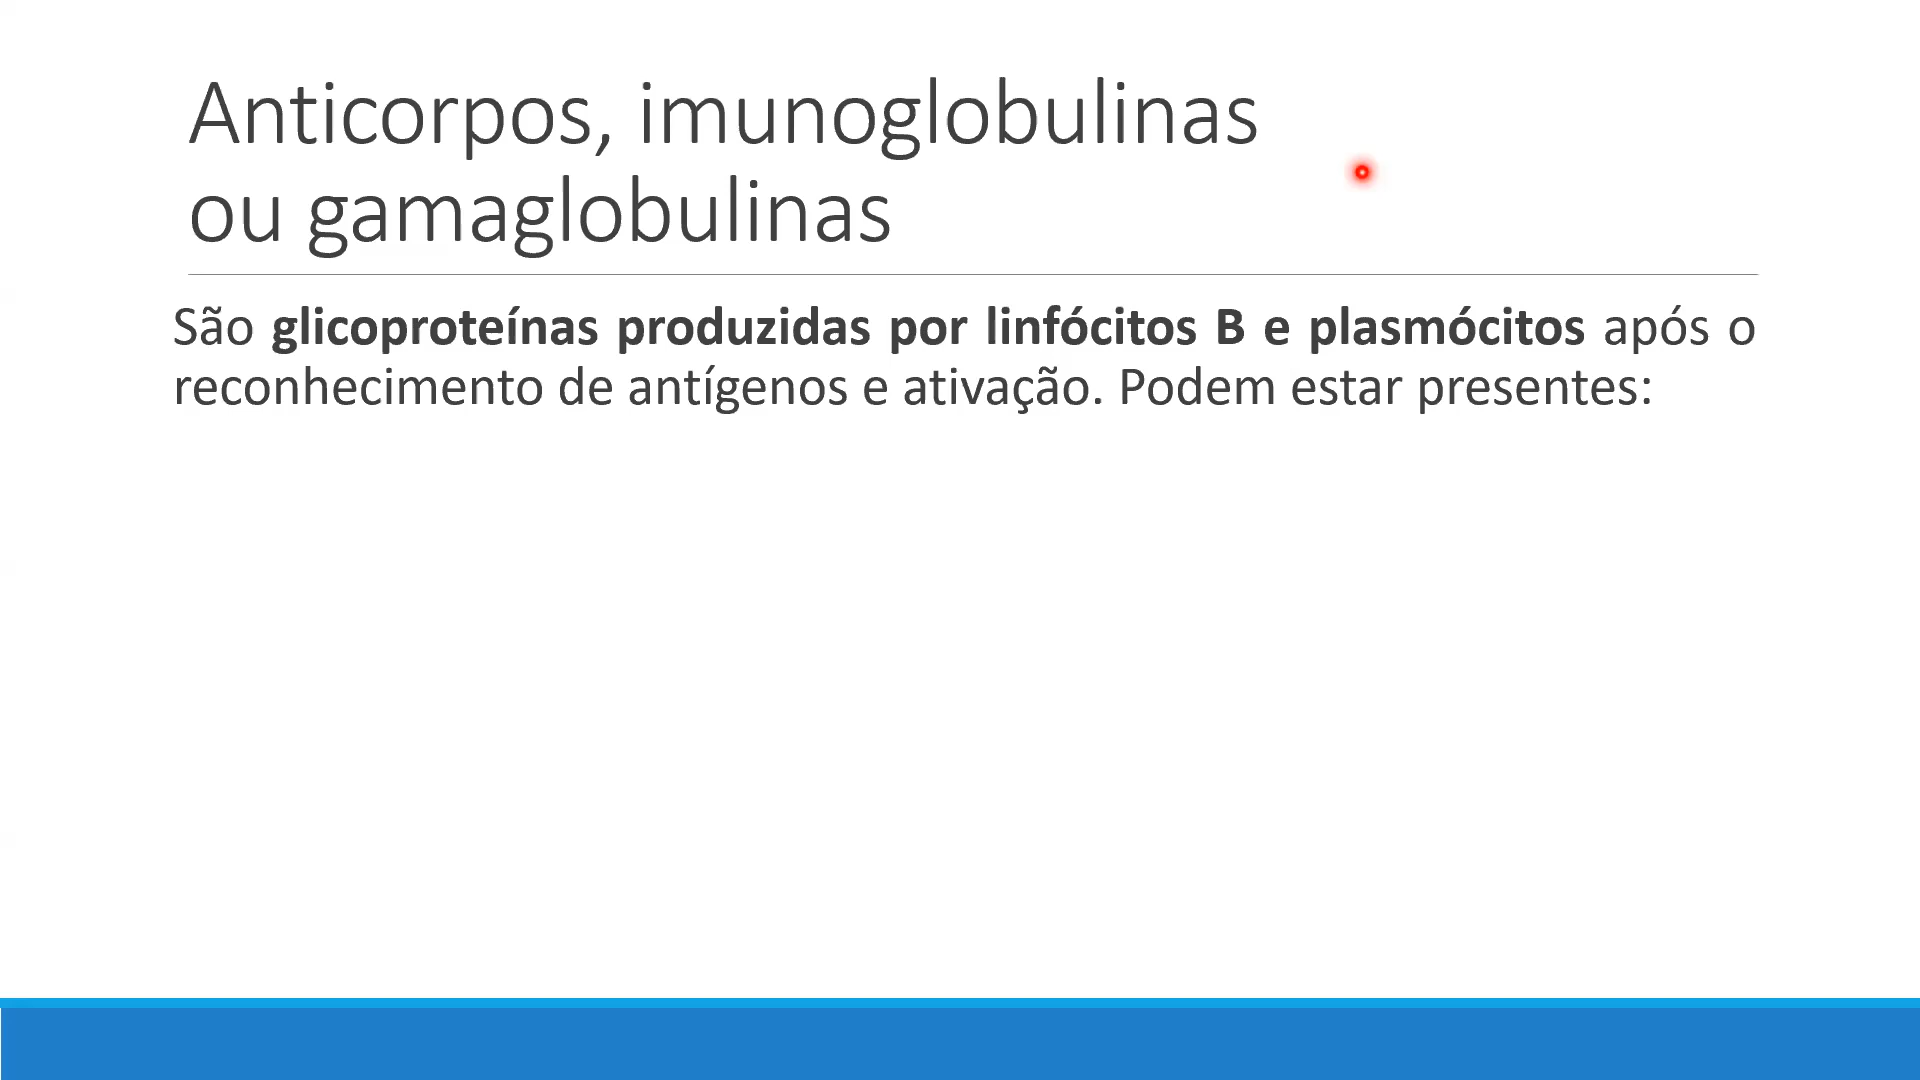 Anticorpos, imunoglobulinas
ou gamaglobulinas
São glicoproteínas produzidas por linfócitos B e plasmócitos após o
reconhecimento de antígenos e ativação. Podem estar presentes: